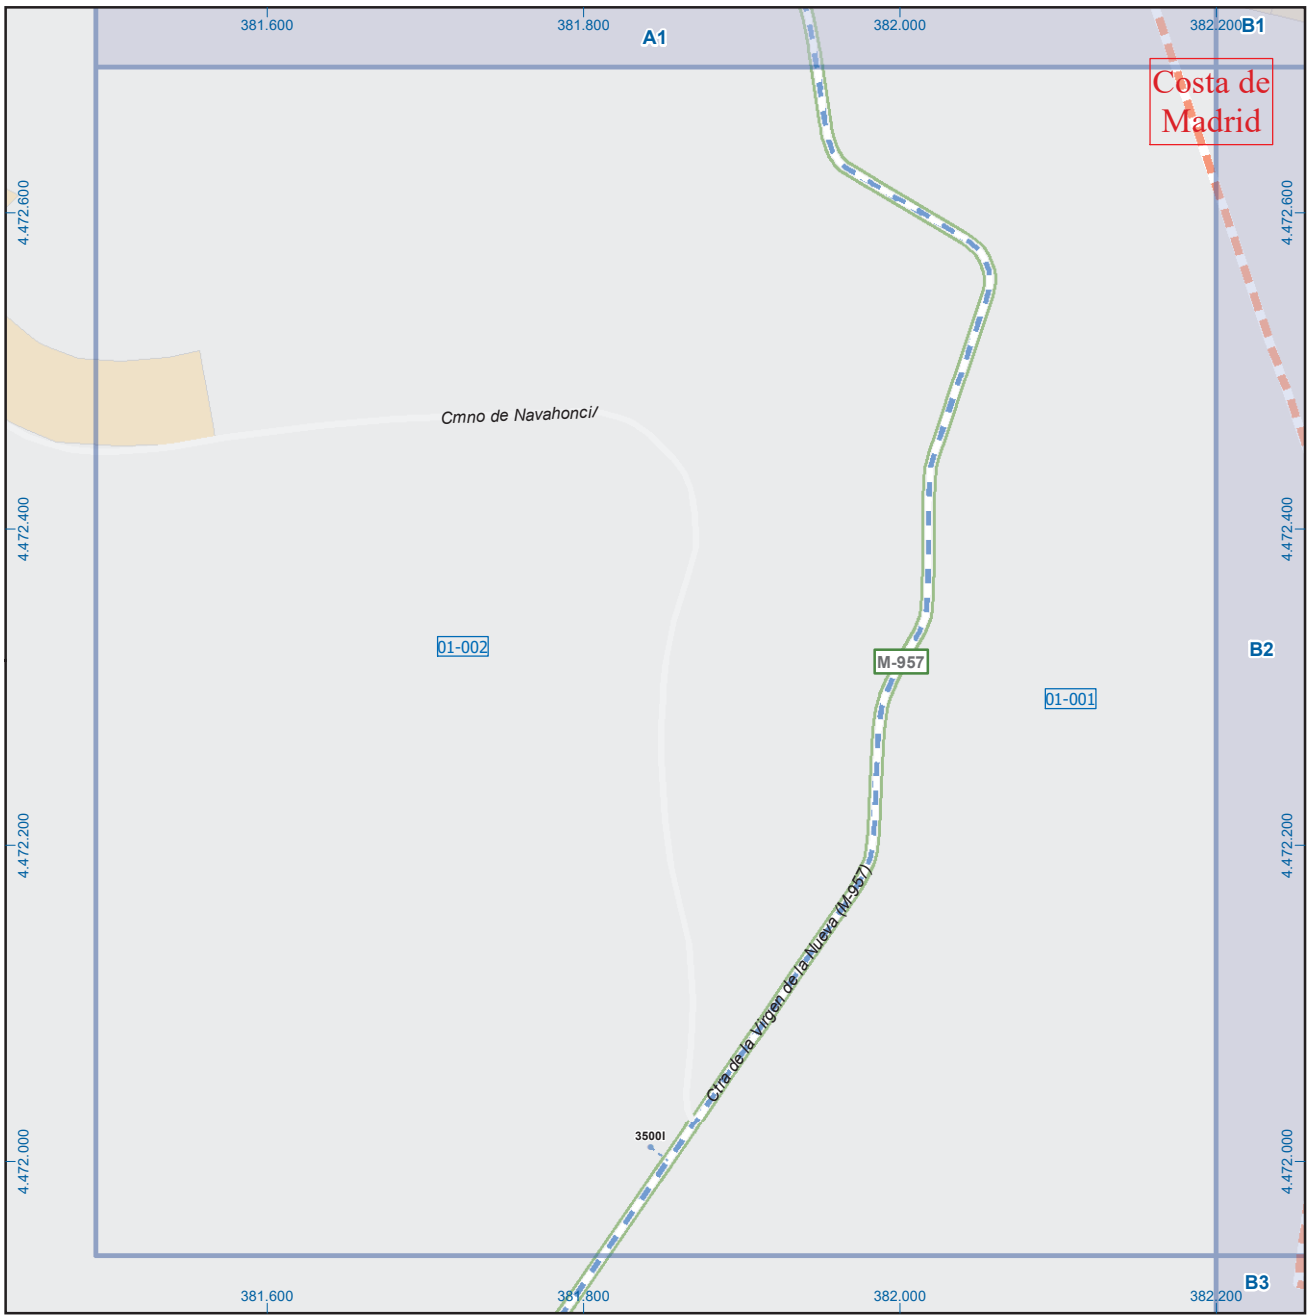 381.600
381.800
382.000
382.200
B1
A1
Costa de
Madrid
4.472.600
4.472.600
Cmno de Navahonci/
4.472.400
4.472.400
01-002
B2
M-957
01-001
4.472.200
4.472.200
Ctra de la Virgen de la Nueva (M-957)
3500I
4.472.000
4.472.000
B3
381.600
381.800
382.000
382.200